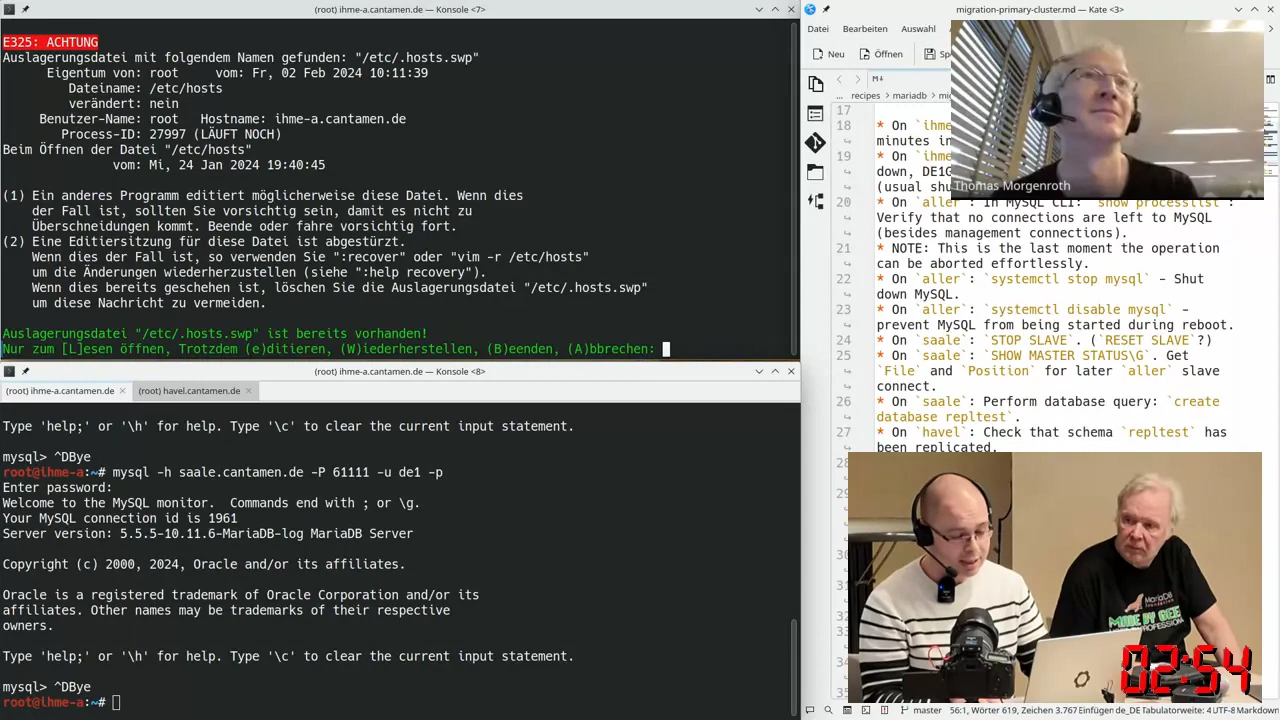 (root) ihme-a.cantamen.de — Konsole <7>
E325: ACHTUNG
Auslagerungsdatei mit folgendem Namen gefunden: "/etc/.hosts.swp"
Eigentum von: root    vom: Fr, 02 Feb 2024 10:11:39
Dateiname: /etc/hosts
verändert: nein
Benutzer-Name: root   Hostname: ihme-a.cantamen.de
Process-ID: 27997 (LÄUFT NOCH)
Beim Öffnen der Datei "/etc/hosts"
vom: Mi, 24 Jan 2024 19:40:45
(1) Ein anderes Programm editiert möglicherweise diese Datei. Wenn dies
der Fall ist, sollten Sie vorsichtig sein, damit es nicht zu
Überschneidungen kommt. Beende oder fahre vorsichtig fort.
(2) Eine Editiersitzung für diese Datei ist abgestürzt.
Wenn dies der Fall ist, so verwenden Sie ":recover" oder "vim -r /etc/hosts"
um die Änderungen wiederherzustellen (siehe ":help recovery").
Wenn dies bereits geschehen ist, löschen Sie die Auslagerungsdatei "/etc/.hosts.swp"
um diese Nachricht zu vermeiden.
Auslagerungsdatei "/etc/.hosts.swp" ist bereits vorhanden!
Nur zum [L]esen öffnen, Trotzdem (e)ditieren, (W)iederherstellen, (B)eenden, (A)bbrechen:
(root) ihme-a.cantamen.de — Konsole <8>
(root) ihme-a.cantamen.de
(root) havel.cantamen.de
Type 'help;' or '\h' for help. Type '\c' to clear the current input statement.
mysql> ^DBye
root@ihme-a:~# mysql -h saale.cantamen.de -P 61111 -u de1 -p
Enter password:
Welcome to the MySQL monitor.  Commands end with ; or \g.
Your MySQL connection id is 1961
Server version: 5.5.5-10.11.6-MariaDB-log MariaDB Server
Copyright (c) 2000, 2024, Oracle and/or its affiliates.
Oracle is a registered trademark of Oracle Corporation and/or its
affiliates. Other names may be trademarks of their respective
owners.
Type 'help;' or '\h' for help. Type '\c' to clear the current input statement.
mysql> ^DBye
root@ihme-a:~#
migration-primary-cluster.md — Kate <3>
Datei Bearbeiten Auswahl
Neu Öffnen
... recipes mariadb
17
18 * On `ihme
minutes in
19 * On `ihme
down, DE1G
(usual shu
Thomas Morgenroth
20 * On `aller`: In MySQL CLI: `show processlist`:
Verify that no connections are left to MySQL
(besides management connections).
21 * NOTE: This is the last moment the operation
can be aborted effortlessly.
22 * On `aller`: `systemctl stop mysql` – Shut
down MySQL.
23 * On `aller`: `systemctl disable mysql` –
prevent MySQL from being started during reboot.
24 * On `saale`: `STOP SLAVE`. (`RESET SLAVE`?)
25 * On `saale`: `SHOW MASTER STATUS\G`. Get
`File` and `Position` for later `aller` slave
connect.
26 * On `saale`: Perform database query: `create
database repltest`.
27 * On `havel`: Check that schema `repltest` has
been replicated.
28
29
30
31
32
33
34
35
MariaDB
MADE BY GEE
02:54
master 56:1, Wörter 619, Zeichen 3.767 Einfügen de_DE Tabulatorweite: 4 UTF-8 Markdown